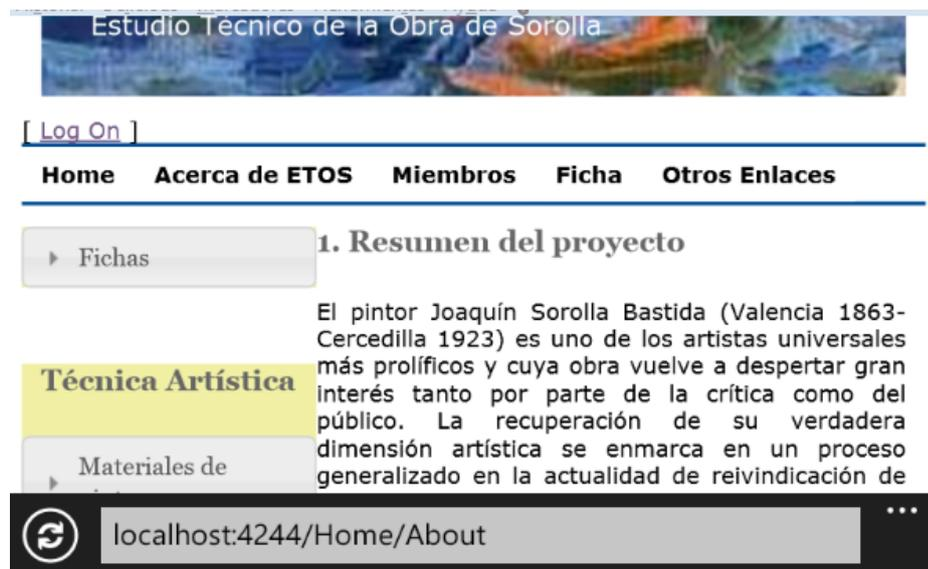 Estudio Técnico de la Obra de Sorolla
[ Log On ]
Home Acerca de ETOS Miembros Ficha Otros Enlaces
Fichas
1. Resumen del proyecto
El pintor Joaquín Sorolla Bastida (Valencia 1863-
Cercedilla 1923) es uno de los artistas universales
más prolíficos y cuya obra vuelve a despertar gran
interés tanto por parte de la crítica como del
público. La recuperación de su verdadera
dimensión artística se enmarca en un proceso
generalizado en la actualidad de reivindicación de
Técnica Artística
Materiales de
localhost:4244/Home/About